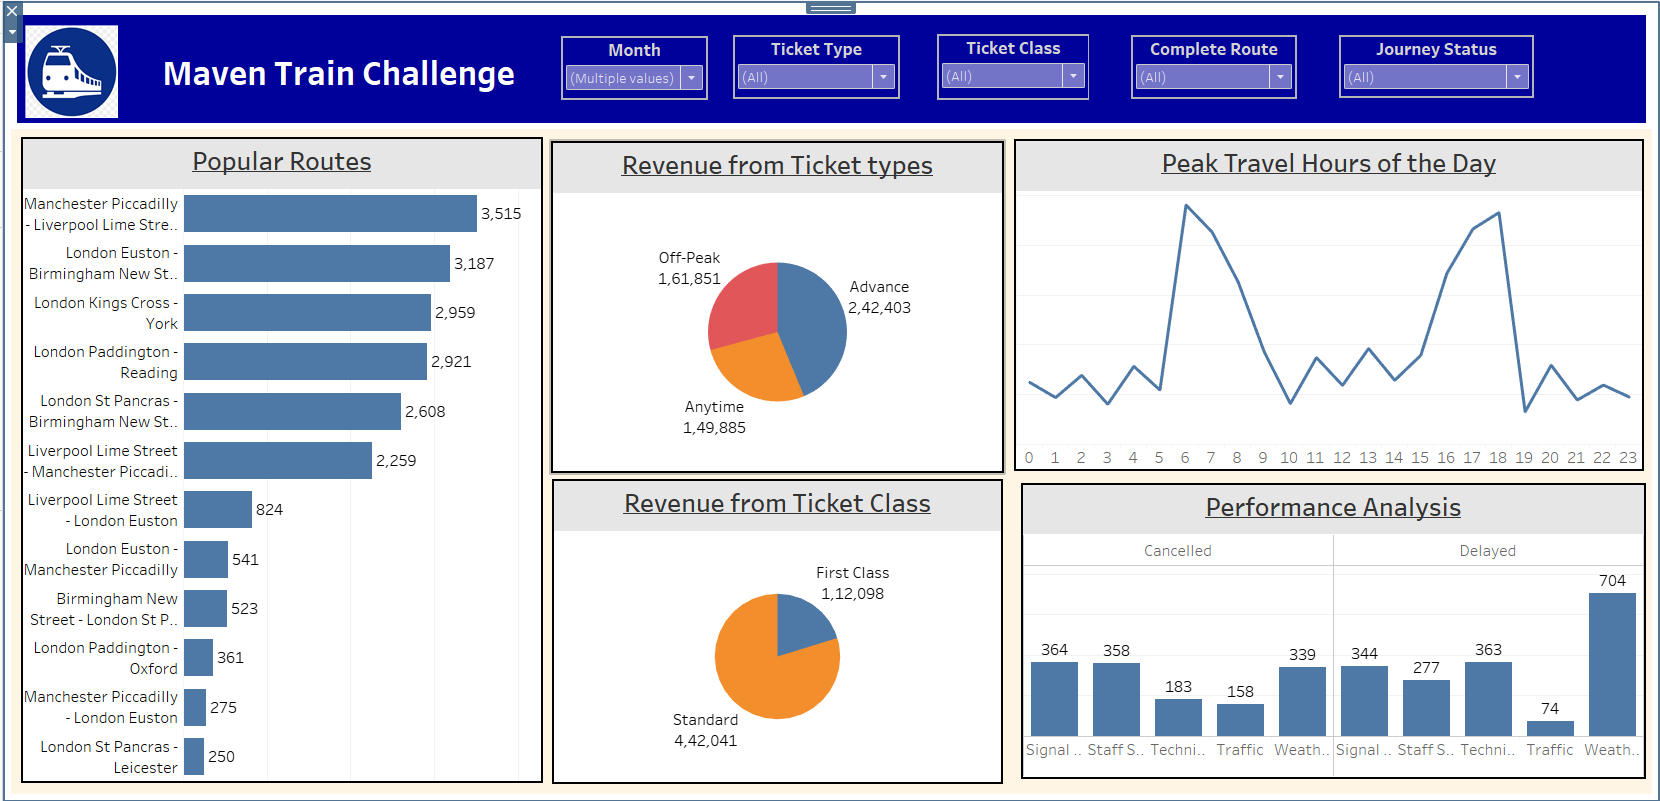 Maven Train Challenge
Month
(Multiple values)
Ticket Type
(All)
Ticket Class
(All)
Complete Route
(All)
Journey Status
(All)
Popular Routes
Manchester Piccadilly
- Liverpool Lime Stre..
3,515
London Euston -
Birmingham New St..
3,187
London Kings Cross -
York
2,959
London Paddington -
Reading
2,921
London St Pancras -
Birmingham New St..
2,608
Liverpool Lime Street
- Manchester Piccadi..
2,259
Liverpool Lime Street
- London Euston
824
London Euston -
Manchester Piccadilly
541
Birmingham New
Street - London St P..
523
London Paddington -
Oxford
361
Manchester Piccadilly
- London Euston
275
London St Pancras -
Leicester
250
Revenue from Ticket types
Off-Peak
1,61,851
Advance
2,42,403
Anytime
1,49,885
Revenue from Ticket Class
First Class
1,12,098
Standard
4,42,041
Peak Travel Hours of the Day
0 1 2 3 4 5 6 7 8 9 10 11 12 13 14 15 16 17 18 19 20 21 22 23
Performance Analysis
Cancelled
Delayed
364 358 183 158 339 344 277 363 74 704
Signal .. Staff S.. Techni.. Traffic Weath.. Signal .. Staff S.. Techni.. Traffic Weath..